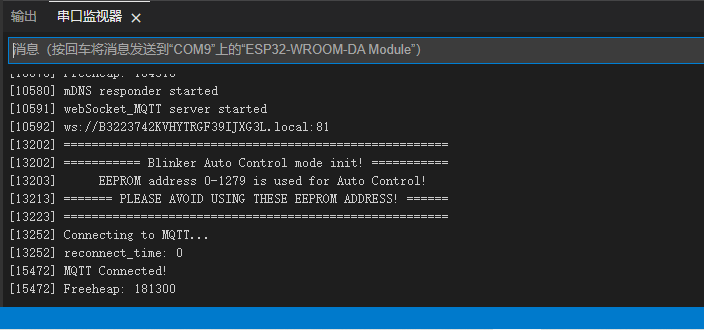 输出 串口监视器 ×
消息（按回车将消息发送到“COM9”上的“ESP32-WROOM-DA Module”）
[10580] mDNS responder started
[10591] webSocket_MQTT server started
[10592] ws://B3223742KVHYTRGF39IJXG3L.local:81
[13202] =======================================================
[13202] =========== Blinker Auto Control mode init! ===========
[13203]      EEPROM address 0-1279 is used for Auto Control!
[13213] ======= PLEASE AVOID USING THESE EEPROM ADDRESS! ======
[13223] =======================================================
[13252] Connecting to MQTT...
[13252] reconnect_time: 0
[15472] MQTT Connected!
[15472] Freeheap: 181300